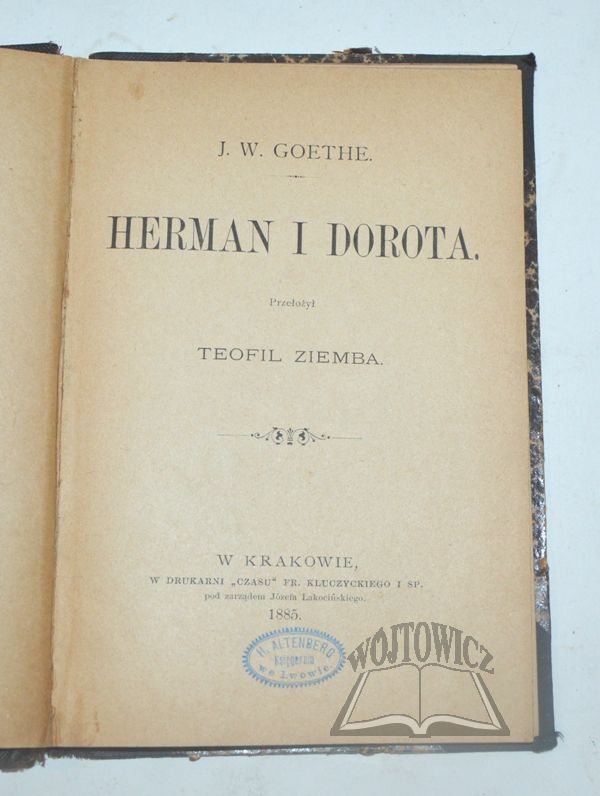 J. W. GOETHE.
HERMAN I DOROTA.
Przełożył
TEOFIL ZIEMBA.
W KRAKOWIE,
W DRUKARNI „CZASU” FR. KLUCZYCKIEGO I SP.
pod zarządem Józefa Łakocińskiego.
1885.
H. ALTENBERG
Księgarnia
we Lwowie.
WÓJTOWICZ